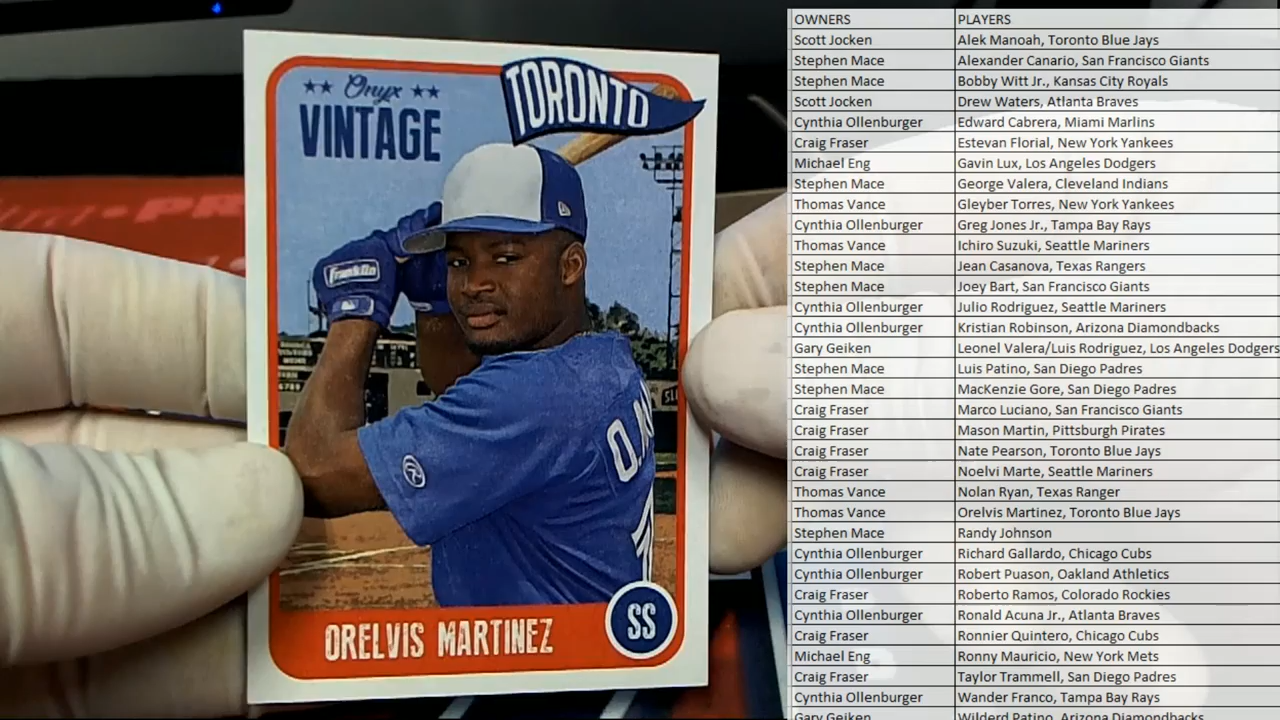 Onyx
VINTAGE
TORONTO
Franklin
O.M
SS
ORELVIS MARTINEZ
OWNERS PLAYERS
Scott Jocken Alek Manoah, Toronto Blue Jays
Stephen Mace Alexander Canario, San Francisco Giants
Stephen Mace Bobby Witt Jr., Kansas City Royals
Scott Jocken Drew Waters, Atlanta Braves
Cynthia Ollenburger Edward Cabrera, Miami Marlins
Craig Fraser Estevan Florial, New York Yankees
Michael Eng Gavin Lux, Los Angeles Dodgers
Stephen Mace George Valera, Cleveland Indians
Thomas Vance Gleyber Torres, New York Yankees
Cynthia Ollenburger Greg Jones Jr., Tampa Bay Rays
Thomas Vance Ichiro Suzuki, Seattle Mariners
Stephen Mace Jean Casanova, Texas Rangers
Stephen Mace Joey Bart, San Francisco Giants
Cynthia Ollenburger Julio Rodriguez, Seattle Mariners
Cynthia Ollenburger Kristian Robinson, Arizona Diamondbacks
Gary Geiken Leonel Valera/Luis Rodriguez, Los Angeles Dodgers
Stephen Mace Luis Patino, San Diego Padres
Stephen Mace MacKenzie Gore, San Diego Padres
Craig Fraser Marco Luciano, San Francisco Giants
Craig Fraser Mason Martin, Pittsburgh Pirates
Craig Fraser Nate Pearson, Toronto Blue Jays
Craig Fraser Noelvi Marte, Seattle Mariners
Thomas Vance Nolan Ryan, Texas Ranger
Thomas Vance Orelvis Martinez, Toronto Blue Jays
Stephen Mace Randy Johnson
Cynthia Ollenburger Richard Gallardo, Chicago Cubs
Cynthia Ollenburger Robert Puason, Oakland Athletics
Craig Fraser Roberto Ramos, Colorado Rockies
Cynthia Ollenburger Ronald Acuna Jr., Atlanta Braves
Craig Fraser Ronnier Quintero, Chicago Cubs
Michael Eng Ronny Mauricio, New York Mets
Craig Fraser Taylor Trammell, San Diego Padres
Cynthia Ollenburger Wander Franco, Tampa Bay Rays
Gary Geiken Wilderd Patino, Arizona Diamondbacks